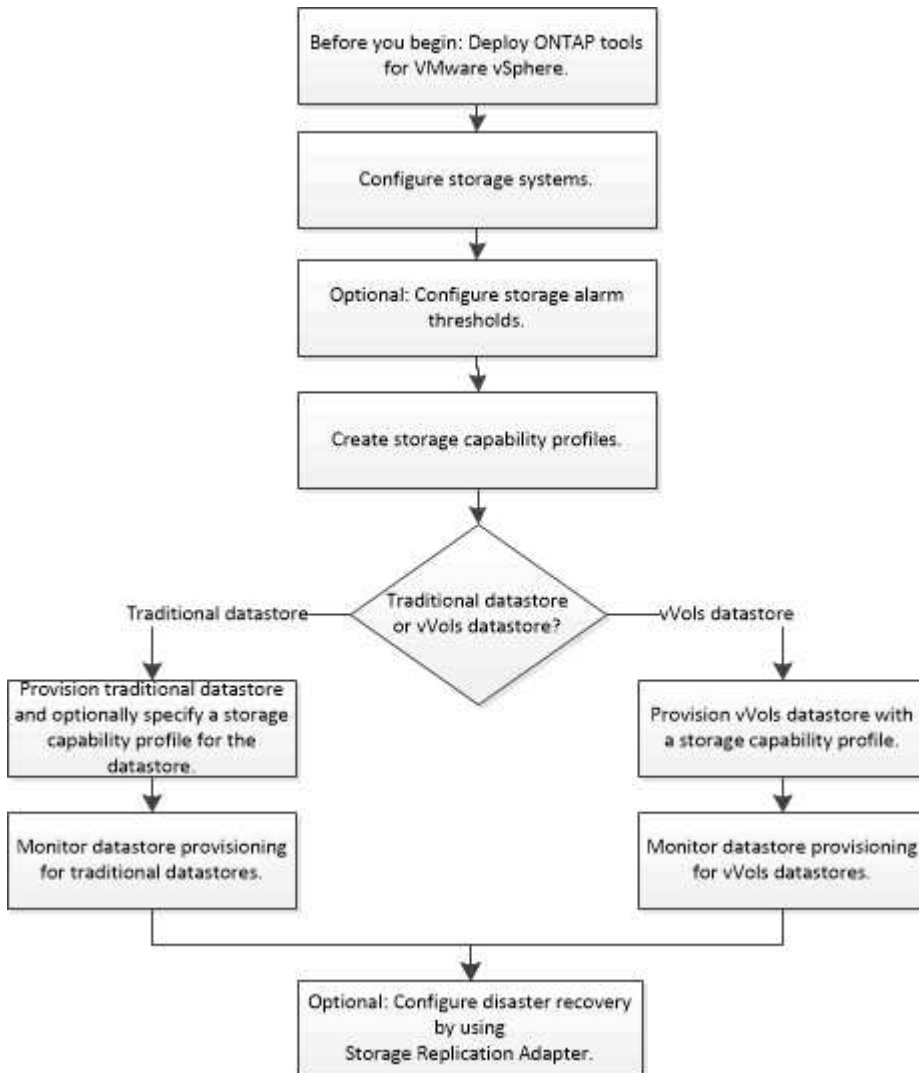 Before you begin: Deploy ONTAP tools
for VMware vSphere.
Configure storage systems.
Optional: Configure storage alarm
thresholds.
Create storage capability profiles.
Traditional datastore
or vVols datastore?
Traditional datastore
vVols datastore
Provision traditional datastore
and optionally specify a storage
capability profile for the
datastore.
Provision vVols datastore with
a storage capability profile.
Monitor datastore provisioning
for traditional datastores.
Monitor datastore provisioning
for vVols datastores.
Optional: Configure disaster recovery
by using
Storage Replication Adapter.